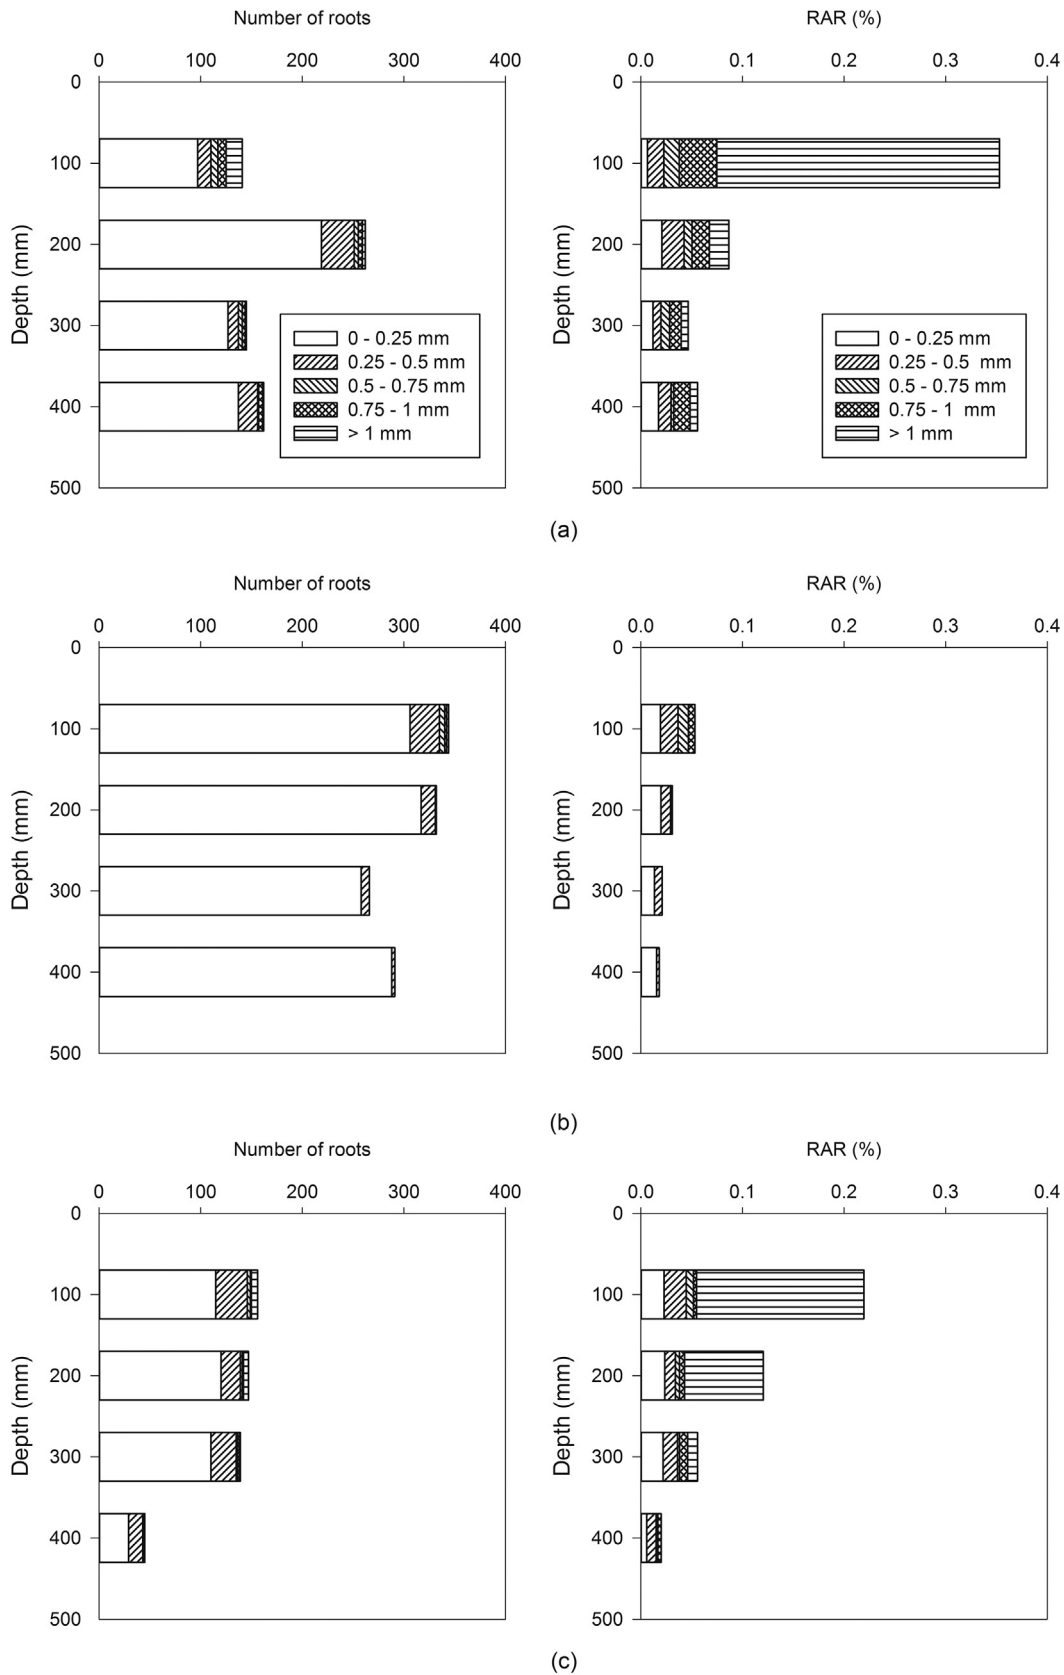 Number of roots
RAR (%)
0 100 200 300 400
0.0 0.1 0.2 0.3 0.4
0
100
200
300
400
500
Depth (mm)
0
100
200
300
400
500
Depth (mm)
0 - 0.25 mm
0.25 - 0.5 mm
0.5 - 0.75 mm
0.75 - 1 mm
> 1 mm
0 - 0.25 mm
0.25 - 0.5 mm
0.5 - 0.75 mm
0.75 - 1 mm
> 1 mm
(a)
Number of roots
RAR (%)
0 100 200 300 400
0.0 0.1 0.2 0.3 0.4
0
100
200
300
400
500
Depth (mm)
0
100
200
300
400
500
Depth (mm)
(b)
Number of roots
RAR (%)
0 100 200 300 400
0.0 0.1 0.2 0.3 0.4
0
100
200
300
400
500
Depth (mm)
0
100
200
300
400
500
Depth (mm)
(c)